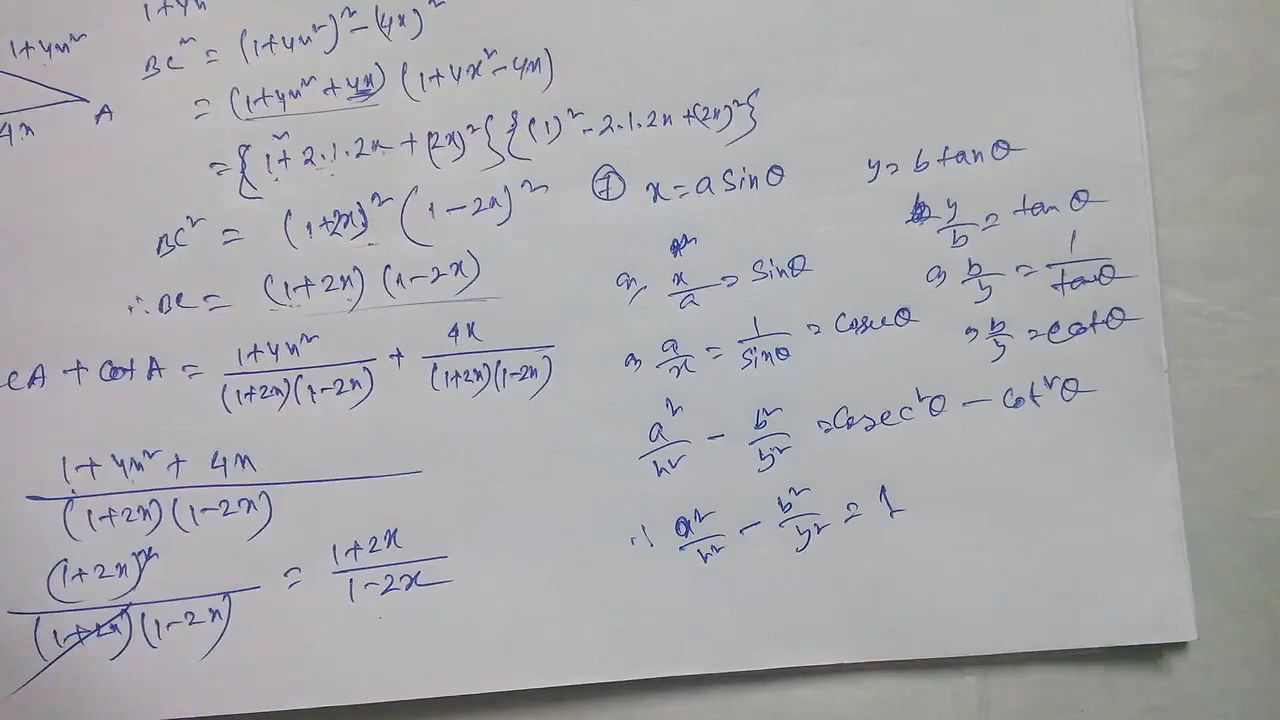 1+4x
1+4x²
BC² = (1+4x²)² - (4x)²
= (1+4x²+4x) (1+4x²-4x)
4x
A
= {1²+2.1.2x+(2x)²} {(1)²-2.1.2x+(2x)²}
BC² = (1+2x)² (1-2x)²
∴ BC = (1+2x) (1-2x)
cA + cot A = (1+4x²)/((1+2x)(1-2x)) + 4x/((1+2x)(1-2x))
(1+4x²+4x)/((1+2x)(1-2x))
(1+2x)²/((1+2x)(1-2x)) = (1+2x)/(1-2x)
⑦ x = a Sinθ
x/a = Sinθ
⇒ a/x = 1/Sinθ = Cosecθ
y = b tanθ
y/b = tanθ
⇒ b/y = 1/tanθ
⇒ b/y = cotθ
a²/x² - b²/y² = Cosec²θ - Cot²θ
∴ a²/x² - b²/y² = 1